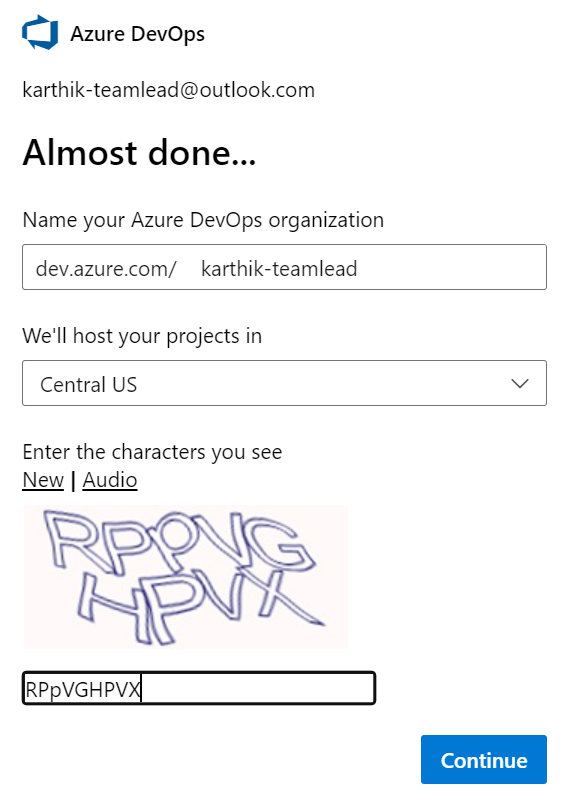 Azure DevOps
karthik-teamlead@outlook.com
Almost done...
Name your Azure DevOps organization
dev.azure.com/ karthik-teamlead
We'll host your projects in
Central US
Enter the characters you see
New | Audio
RPpVG
HPVX
RPpVGHPVX
Continue